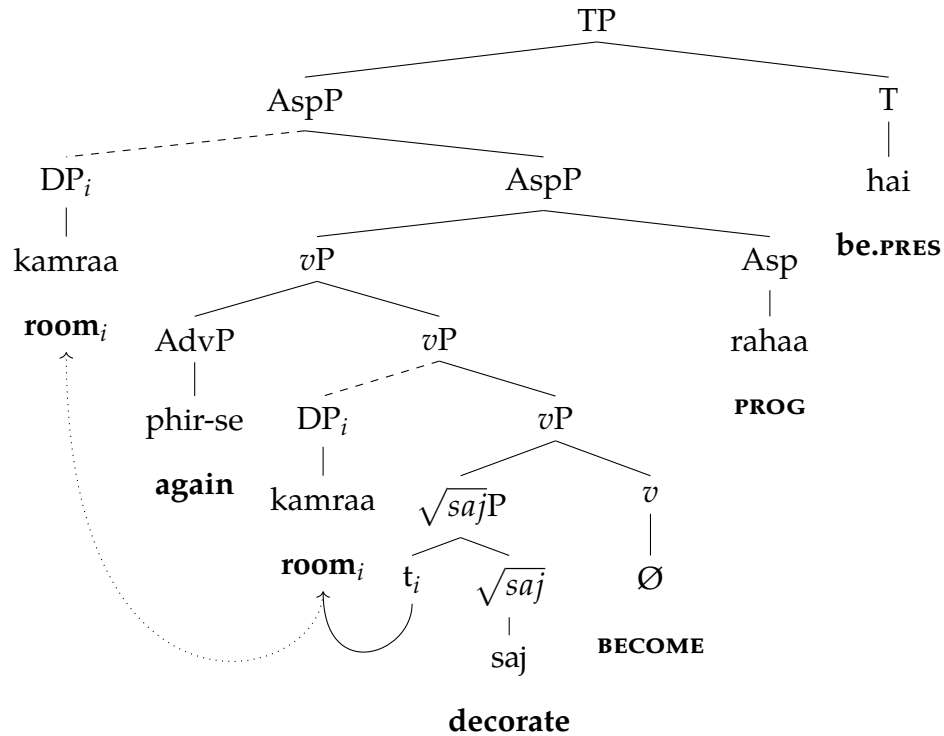 TP
AspP T
DPᵢ AspP hai
kamraa vP Asp be.PRES
roomᵢ AdvP vP rahaa
phir-se DPᵢ vP PROG
again kamraa √sajP v
roomᵢ tᵢ √saj Ø
saj BECOME
decorate